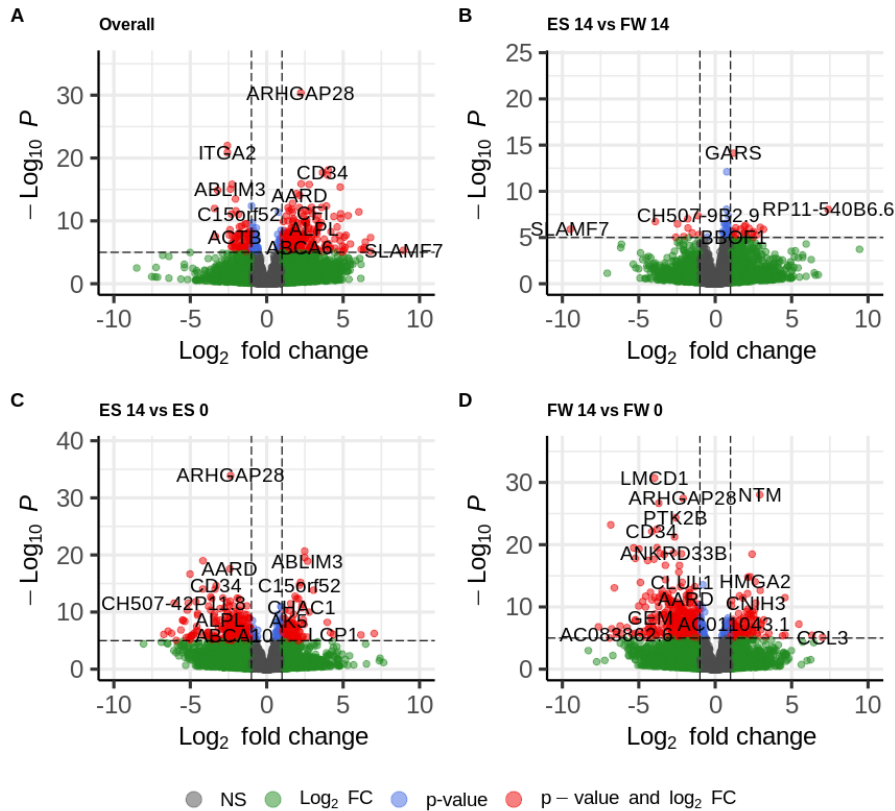 A
Overall
30
20
10
0
-10
-5
0
5
10
− Log10 P
Log2 fold change
ARHGAP28
ITGA2
CD34
ABLIM3
AARD
C15orf52
CFI
ALPL
ACTB
ABCA6
SLAMF7
B
ES 14 vs FW 14
25
20
15
10
5
0
-10
-5
0
5
10
− Log10 P
Log2 fold change
GARS
RP11-540B6.6
CH507-9B2.9
SLAMF7
BBOF1
C
ES 14 vs ES 0
40
30
20
10
0
-10
-5
0
5
10
− Log10 P
Log2 fold change
ARHGAP28
ABLIM3
AARD
CD34
C15orf52
CH507-42P11.8
CHAC1
ALPL
AK5
ABCA10
LCP1
D
FW 14 vs FW 0
30
20
10
0
-10
-5
0
5
10
− Log10 P
Log2 fold change
LMCD1
ARHGAP28
NTM
PTK2B
CD34
ANKRD33B
CLUL1
HMGA2
AARD
CNIH3
GEM
AC011043.1
AC083862.6
CCL3
NS
Log2 FC
p-value
p − value and log2 FC